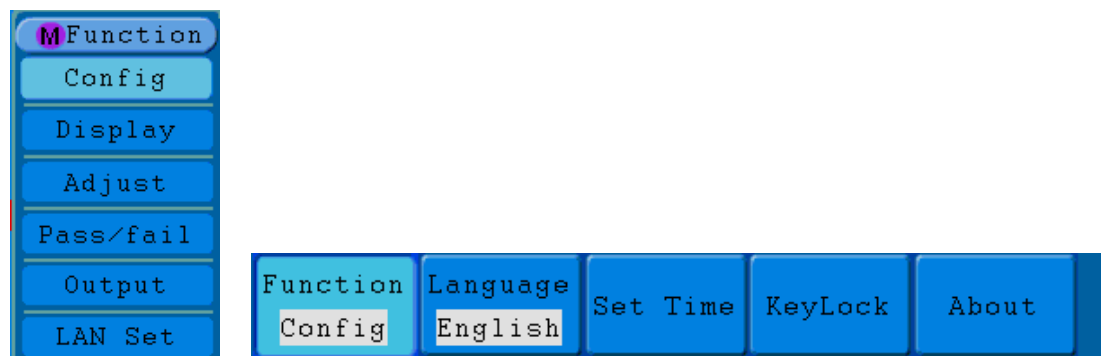 MFunction
Config
Display
Adjust
Pass/fail
Output
LAN Set
Function
Config
Language
English
Set Time
KeyLock
About